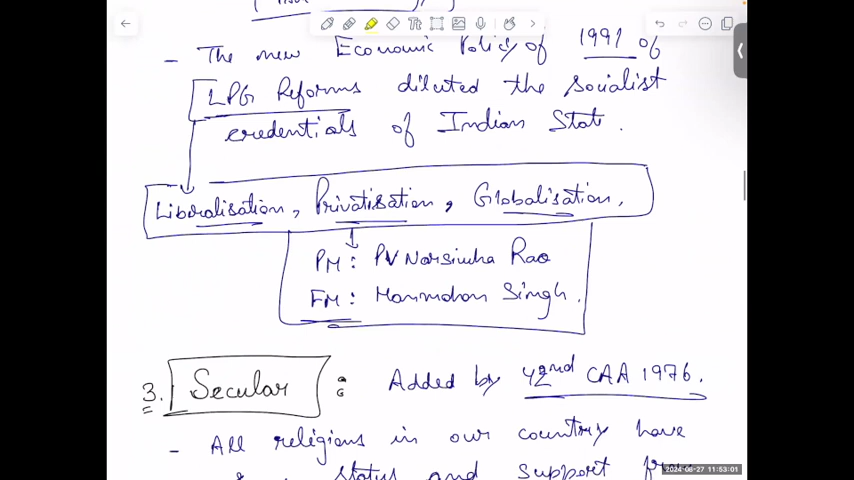 - The new Economic Policy of 1991 of
LPG Reforms diluted the socialist
credentials of Indian State.
Liberalisation, Privatisation, Globalisation.
PM: PV Narsimha Rao
FM: Manmohan Singh.
3. Secular : Added by 42nd CAA 1976.
- All religions in our country have
status and support from
2024-08-27 11:53:01